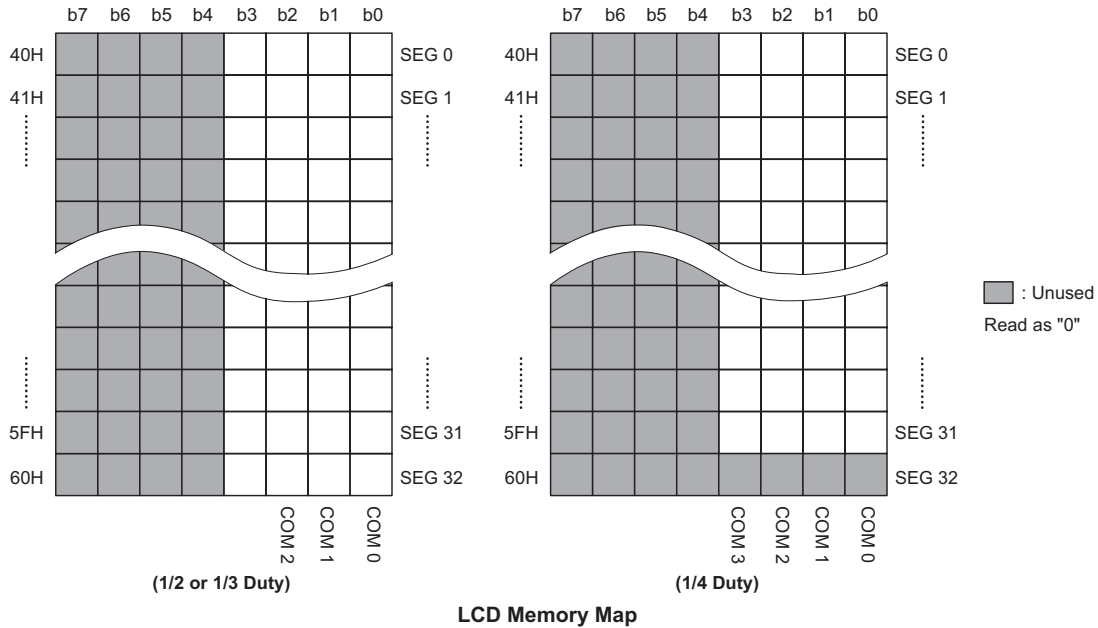 b7 b6 b5 b4 b3 b2 b1 b0
40H SEG 0
41H SEG 1
5FH SEG 31
60H SEG 32
COM 2 COM 1 COM 0
(1/2 or 1/3 Duty)
b7 b6 b5 b4 b3 b2 b1 b0
40H SEG 0
41H SEG 1
5FH SEG 31
60H SEG 32
COM 3 COM 2 COM 1 COM 0
(1/4 Duty)
: Unused
Read as "0"
LCD Memory Map